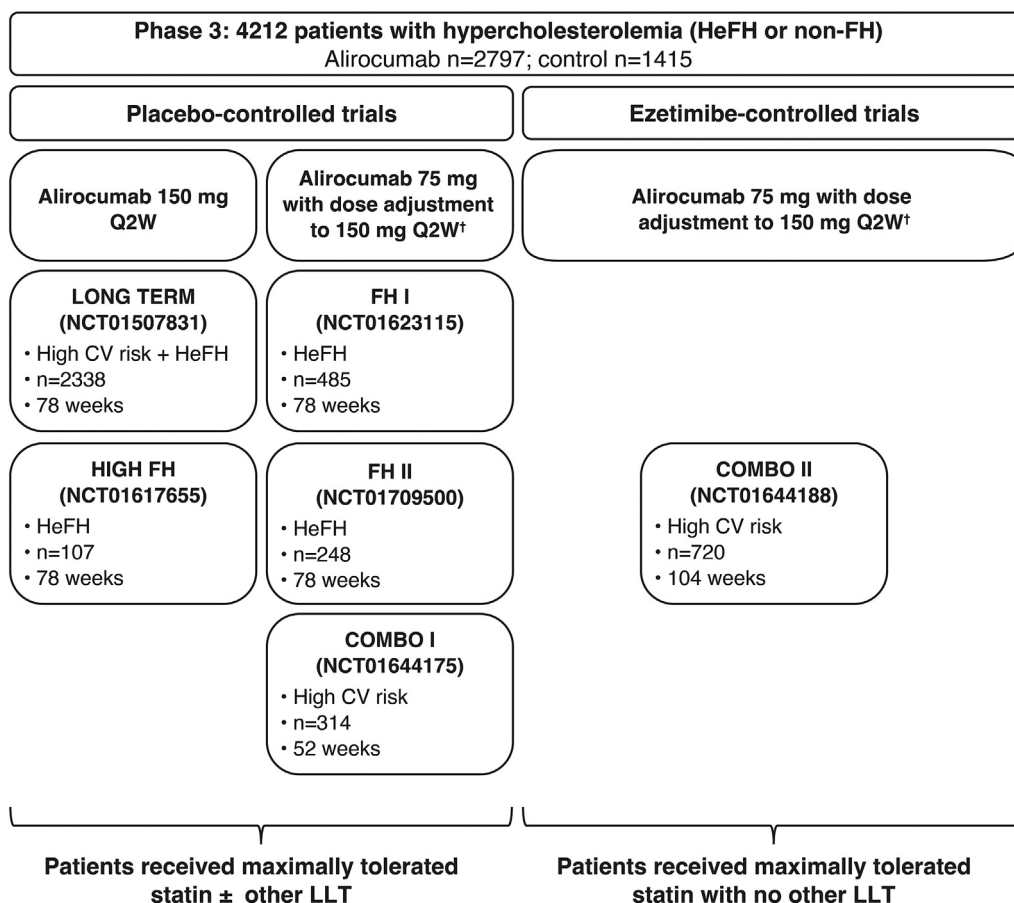 Phase 3: 4212 patients with hypercholesterolemia (HeFH or non-FH)
Alirocumab n=2797; control n=1415
Placebo-controlled trials
Ezetimibe-controlled trials
Alirocumab 150 mg
Q2W
Alirocumab 75 mg
with dose adjustment
to 150 mg Q2W†
Alirocumab 75 mg with dose
adjustment to 150 mg Q2W†
LONG TERM
(NCT01507831)
• High CV risk + HeFH
• n=2338
• 78 weeks
FH I
(NCT01623115)
• HeFH
• n=485
• 78 weeks
HIGH FH
(NCT01617655)
• HeFH
• n=107
• 78 weeks
FH II
(NCT01709500)
• HeFH
• n=248
• 78 weeks
COMBO II
(NCT01644188)
• High CV risk
• n=720
• 104 weeks
COMBO I
(NCT01644175)
• High CV risk
• n=314
• 52 weeks
Patients received maximally tolerated
statin ± other LLT
Patients received maximally tolerated
statin with no other LLT